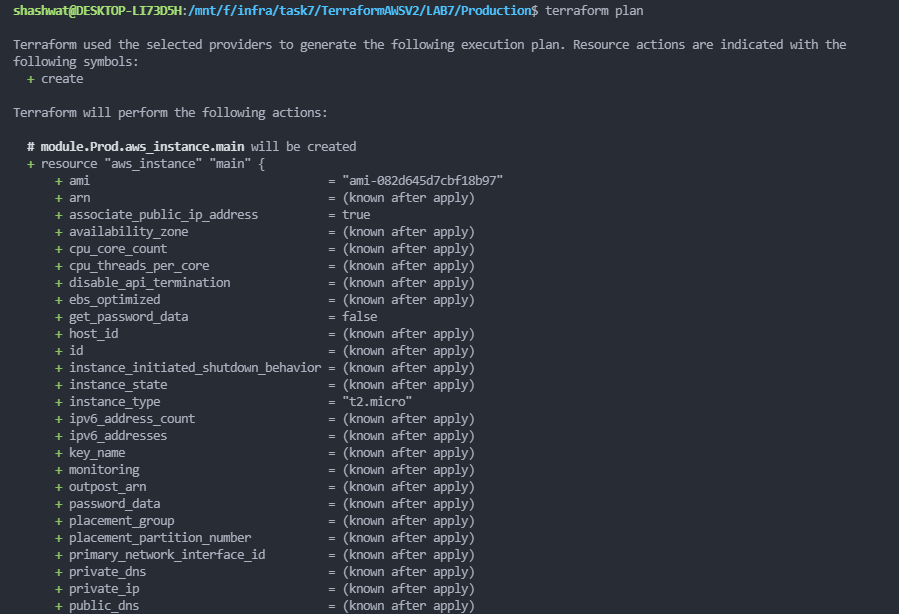 shashwat@DESKTOP-LI73D5H:/mnt/f/infra/task7/TerraformAWSV2/LAB7/Production$ terraform plan
Terraform used the selected providers to generate the following execution plan. Resource actions are indicated with the
following symbols:
+ create
Terraform will perform the following actions:
# module.Prod.aws_instance.main will be created
+ resource "aws_instance" "main" {
+ ami = "ami-082d645d7cbf18b97"
+ arn = (known after apply)
+ associate_public_ip_address = true
+ availability_zone = (known after apply)
+ cpu_core_count = (known after apply)
+ cpu_threads_per_core = (known after apply)
+ disable_api_termination = (known after apply)
+ ebs_optimized = (known after apply)
+ get_password_data = false
+ host_id = (known after apply)
+ id = (known after apply)
+ instance_initiated_shutdown_behavior = (known after apply)
+ instance_state = (known after apply)
+ instance_type = "t2.micro"
+ ipv6_address_count = (known after apply)
+ ipv6_addresses = (known after apply)
+ key_name = (known after apply)
+ monitoring = (known after apply)
+ outpost_arn = (known after apply)
+ password_data = (known after apply)
+ placement_group = (known after apply)
+ placement_partition_number = (known after apply)
+ primary_network_interface_id = (known after apply)
+ private_dns = (known after apply)
+ private_ip = (known after apply)
+ public_dns = (known after apply)